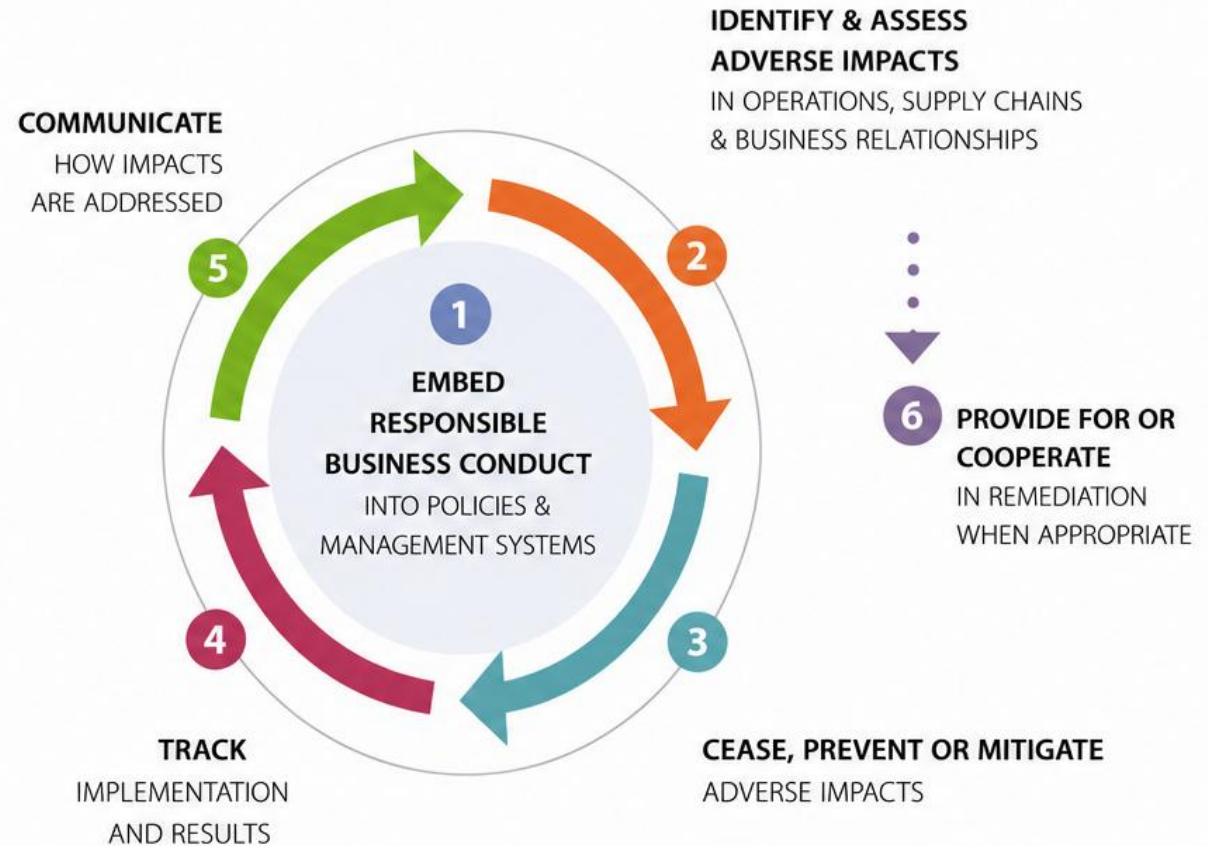 1
EMBED
RESPONSIBLE
BUSINESS CONDUCT
INTO POLICIES &
MANAGEMENT SYSTEMS
2
IDENTIFY & ASSESS
ADVERSE IMPACTS
IN OPERATIONS, SUPPLY CHAINS
& BUSINESS RELATIONSHIPS
3
CEASE, PREVENT OR MITIGATE
ADVERSE IMPACTS
4
TRACK
IMPLEMENTATION
AND RESULTS
5
COMMUNICATE
HOW IMPACTS
ARE ADDRESSED
6
PROVIDE FOR OR
COOPERATE
IN REMEDIATION
WHEN APPROPRIATE